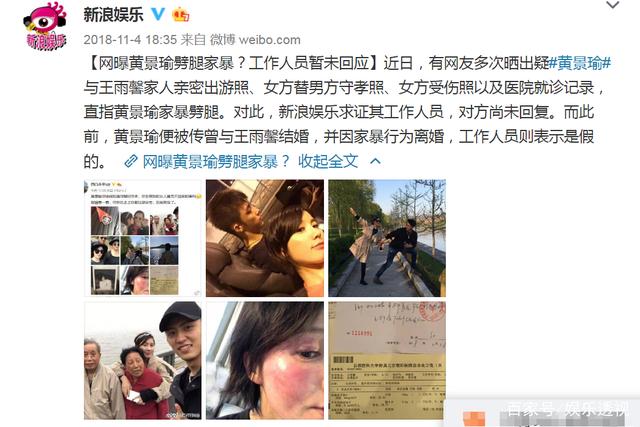 新浪娱乐
新浪娱乐
2018-11-4 18:35 来自 微博 weibo.com
【网曝黄景瑜劈腿家暴？工作人员暂未回应】近日，有网友多次晒出疑#黄景瑜#
与王雨馨家人亲密出游照、女方替男方守孝照、女方受伤照以及医院就诊记录，
直指黄景瑜家暴劈腿。对此，新浪娱乐求证其工作人员，对方尚未回复。而此
前，黄景瑜便被传曾与王雨馨结婚，并因家暴行为离婚，工作人员则表示是假
的。 网曝黄景瑜劈腿家暴？ 收起全文
百家号/娱乐透视